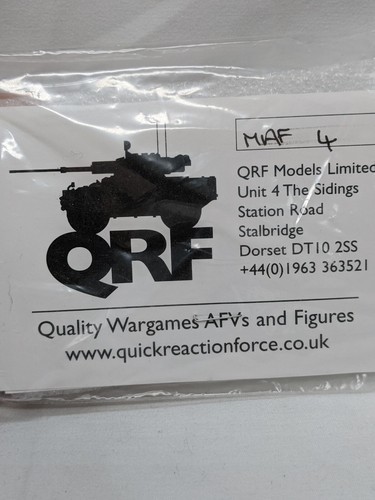 MAF 4
QRF Models Limited
Unit 4 The Sidings
Station Road
Stalbridge
Dorset DT10 2SS
+44(0)1963 363521
QRF
Quality Wargames AFVs and Figures
www.quickreactionforce.co.uk